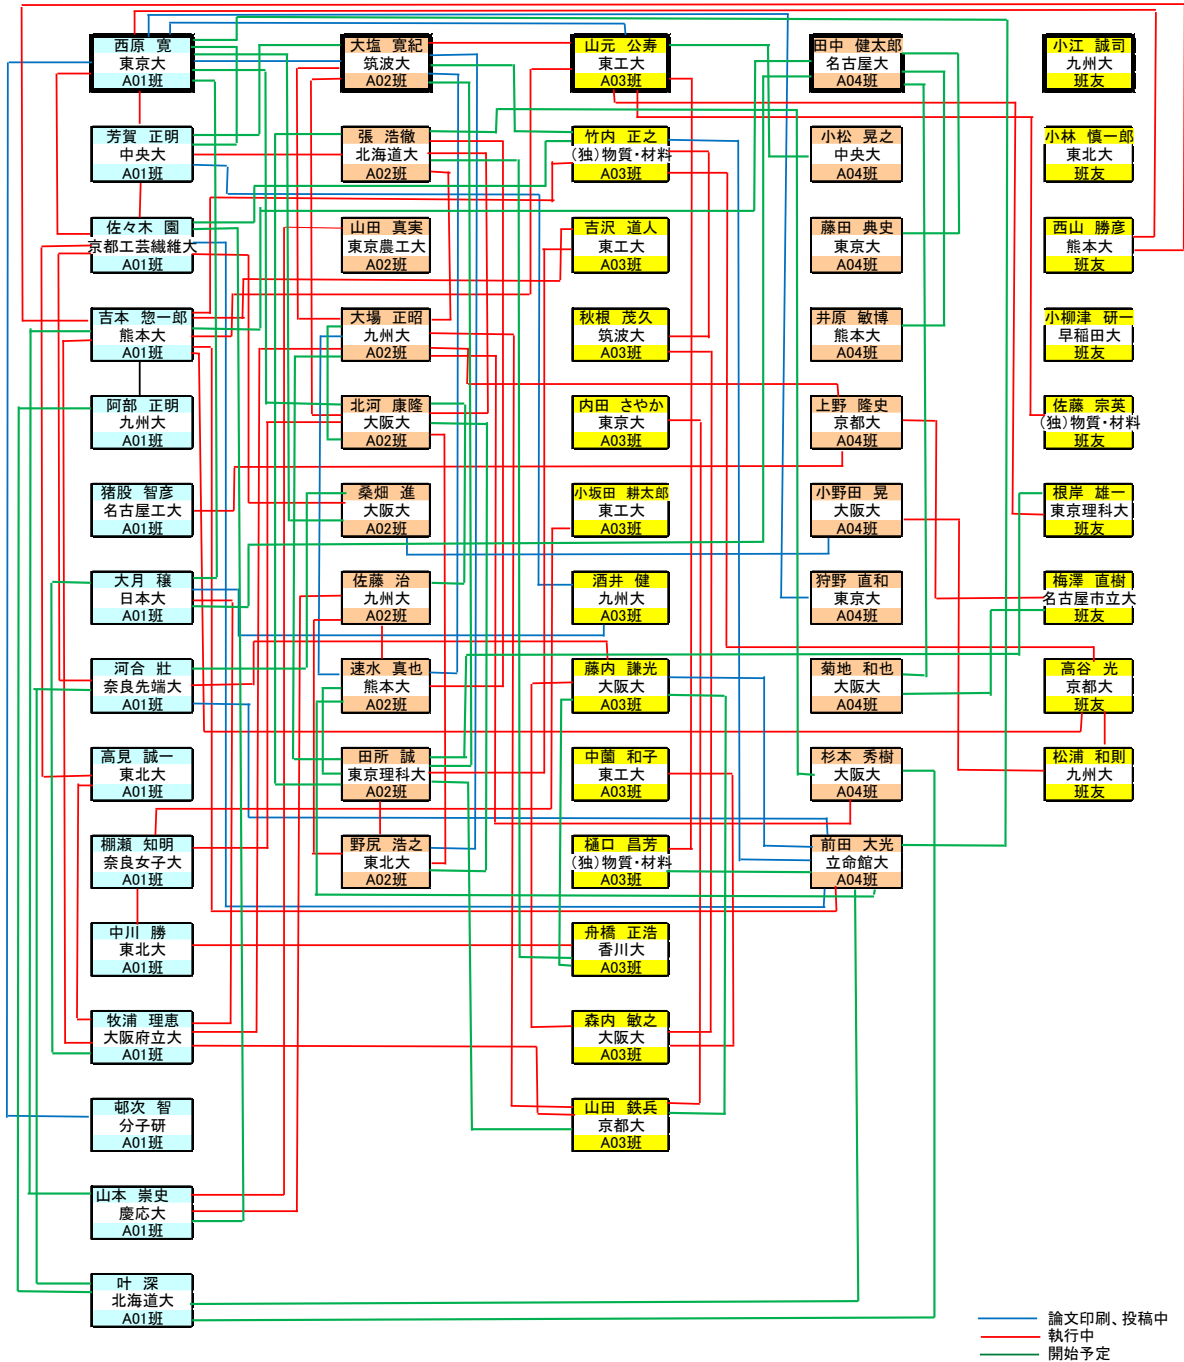 西原 寛
東京大
A01班
大塩 寛紀
筑波大
A02班
山元 公寿
東工大
A03班
田中 健太郎
名古屋大
A04班
小江 誠司
九州大
班友
芳賀 正明
中央大
A01班
張 浩徹
北海道大
A02班
竹内 正之
(独)物質・材料
A03班
小松 晃之
中央大
A04班
小林 慎一郎
東北大
班友
佐々木 園
京都工芸繊維大
A01班
山田 真実
東京農工大
A02班
吉沢 道人
東工大
A03班
藤田 典史
東京大
A04班
西山 勝彦
熊本大
班友
吉本 惣一郎
熊本大
A01班
大場 正昭
九州大
A02班
秋根 茂久
筑波大
A03班
井原 敏博
熊本大
A04班
小柳津 研一
早稲田大
班友
阿部 正明
九州大
A01班
北河 康隆
大阪大
A02班
内田 さやか
東京大
A03班
上野 隆史
京都大
A04班
佐藤 宗英
(独)物質・材料
班友
猪股 智彦
名古屋工大
A01班
桑畑 進
大阪大
A02班
小坂田 耕太郎
東工大
A03班
小野田 晃
大阪大
A04班
根岸 雄一
東京理科大
班友
大月 穣
日本大
A01班
佐藤 治
九州大
A02班
酒井 健
九州大
A03班
狩野 直和
東京大
A04班
梅澤 直樹
名古屋市立大
班友
河合 壯
奈良先端大
A01班
速水 真也
熊本大
A02班
藤内 謙光
大阪大
A03班
菊地 和也
大阪大
A04班
高谷 光
京都大
班友
高見 誠一
東北大
A01班
田所 誠
東京理科大
A02班
中薗 和子
東工大
A03班
杉本 秀樹
大阪大
A04班
松浦 和則
九州大
班友
棚瀬 知明
奈良女子大
A01班
野尻 浩之
東北大
A02班
樋口 昌芳
(独)物質・材料
A03班
前田 大光
立命館大
A04班
中川 勝
東北大
A01班
舟橋 正浩
香川大
A03班
牧浦 理恵
大阪府立大
A01班
森内 敏之
大阪大
A03班
邨次 智
分子研
A01班
山田 鉄兵
京都大
A03班
山本 崇史
慶応大
A01班
叶 深
北海道大
A01班
論文印刷、投稿中
執行中
開始予定